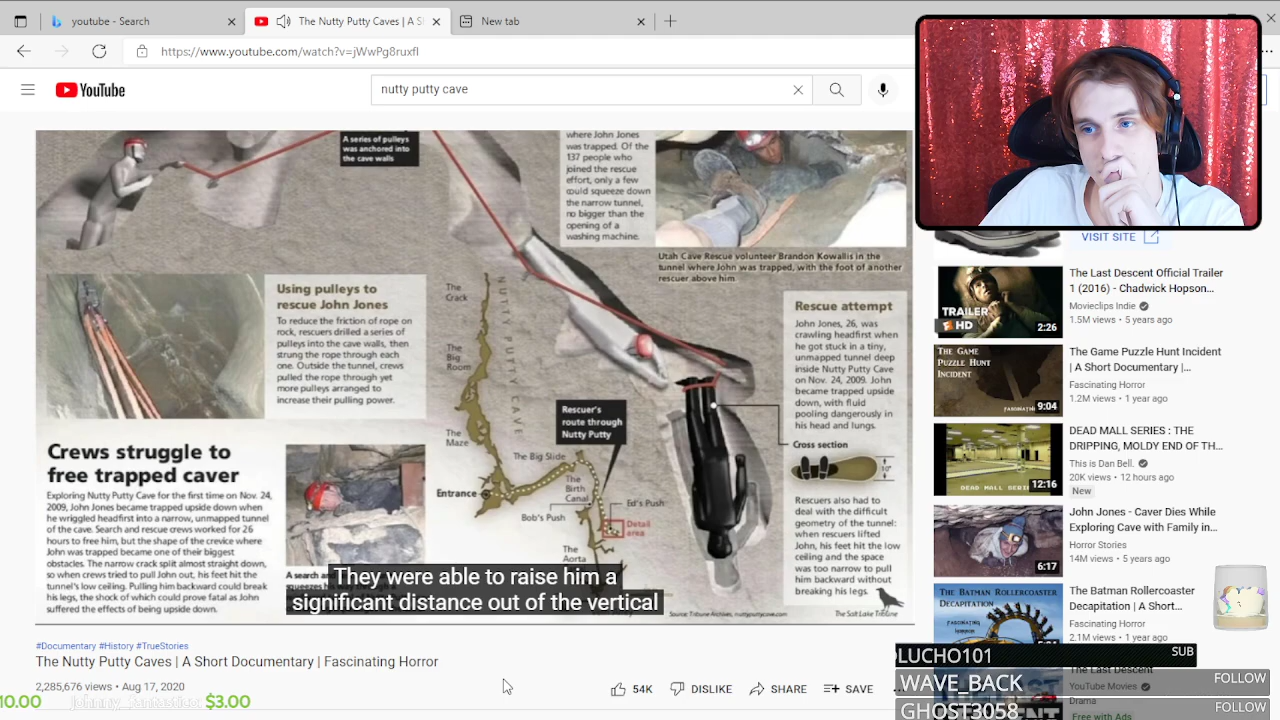 youtube - Search
The Nutty Putty Caves | A S
New tab
https://www.youtube.com/watch?v=jWwPg8ruxfI
YouTube
nutty putty cave
A series of pulleys
was anchored into
the cave walls
where John Jones
was trapped. Of the
137 people who
joined the rescue
effort, only a few
could squeeze down
the narrow tunnel,
no bigger than the
opening of a
washing machine.
Utah Cave Rescue volunteer Brandon Kowallis in the
tunnel where John was trapped, with the foot of another
rescuer above him
Using pulleys to
rescue John Jones
To reduce the friction of rope on
rock, rescuers drilled a series of
pulleys into the cave walls, then
strung the rope through each
one. Outside the tunnel, crews
pulled the rope through yet
more pulleys arranged to
increase their pulling power.
The
Crack
The
Big
Room
The
Maze
NUTTY PUTTY CAVE
Rescuer's
route through
Nutty Putty
The Big Slide
Entrance
The
Birth
Canal
Bob's Push
Ed's Push
Detail
area
The
Aorta
Rescue attempt
John Jones, 26, was
crawling headfirst when
he got stuck in a tiny,
unmapped tunnel deep
inside Nutty Putty Cave
on Nov. 24, 2009. John
became trapped upside
down, with fluid
pooling dangerously in
his head and lungs.
Cross section
10"
Rescuers also had to
deal with the difficult
geometry of the tunnel:
when rescuers lifted
John, his feet hit the low
ceiling and the space
was too narrow to pull
him backward without
breaking his legs.
Crews struggle to
free trapped caver
Exploring Nutty Putty Cave for the first time on Nov. 24,
2009, John Jones became trapped upside down when
he wriggled headfirst into a narrow, unmapped tunnel
of the cave. Search and rescue crews worked for 26
hours to free him, but the shape of the crevice where
John was trapped became one of their biggest
obstacles. The narrow crack split almost straight down,
so when crews tried to pull John out, his feet hit the
tunnel's low ceiling. Pulling him backward could break
his legs, the shock of which could prove fatal as John
suffered the effects of being upside down.
A search and
They were able to raise him a
significant distance out of the vertical
Source: Tribune Archives, nuttyputtycave.com
The Salt Lake Tribune
#Documentary #History #TrueStories
The Nutty Putty Caves | A Short Documentary | Fascinating Horror
2,285,676 views • Aug 17, 2020
54K
DISLIKE
SHARE
SAVE
10.00
$3.00
VISIT SITE
TRAILER
HD
2:26
The Last Descent Official Trailer
1 (2016) - Chadwick Hopson...
Movieclips Indie
1.5M views • 5 years ago
THE GAME
PUZZLE HUNT
INCIDENT
9:04
The Game Puzzle Hunt Incident
| A Short Documentary |...
Fascinating Horror
1.2M views • 1 year ago
DEAD MALL SERIES
12:16
DEAD MALL SERIES : THE
DRIPPING, MOLDY END OF TH...
This is Dan Bell.
20K views • 12 hours ago
New
6:17
John Jones - Caver Dies While
Exploring Cave with Family in...
Horror Stories
14M views • 5 years ago
THE BATMAN ROLLERCOASTER
DECAPITATION
The Batman Rollercoaster
Decapitation | A Short...
Fascinating Horror
2.1M views • 1 year ago
LUCHO101
SUB
The Last Descent
WAVE_BACK
FOLLOW
YouTube Movies
Drama
GHOST3058
FOLLOW
Free with Ads